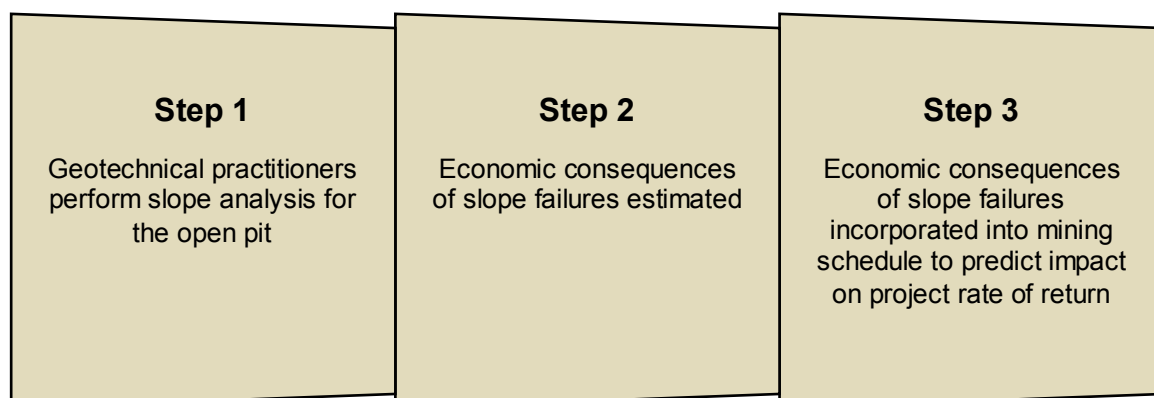 Step 1
Geotechnical practitioners
perform slope analysis for
the open pit
Step 2
Economic consequences
of slope failures estimated
Step 3
Economic consequences
of slope failures
incorporated into mining
schedule to predict impact
on project rate of return